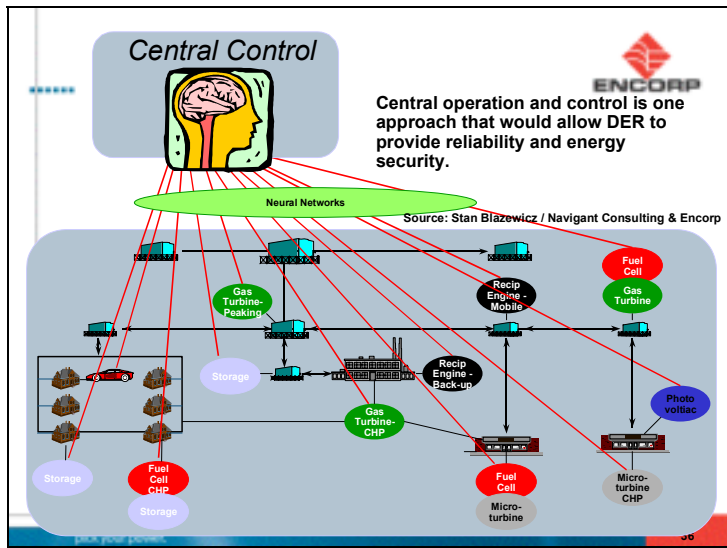 Central Control
ENCORP
Central operation and control is one
approach that would allow DER to
provide reliability and energy
security.
Neural Networks
Source: Stan Blazewicz / Navigant Consulting & Encorp
Fuel
Cell
Gas
Turbine
Gas
Turbine-
Peaking
Recip
Engine -
Mobile
Storage
Recip
Engine -
Back-up
Gas
Turbine-
CHP
Photo
voltiac
Storage
Fuel
Cell
CHP
Storage
Fuel
Cell
Micro-
turbine
Micro-
turbine
CHP
pick your power.
36